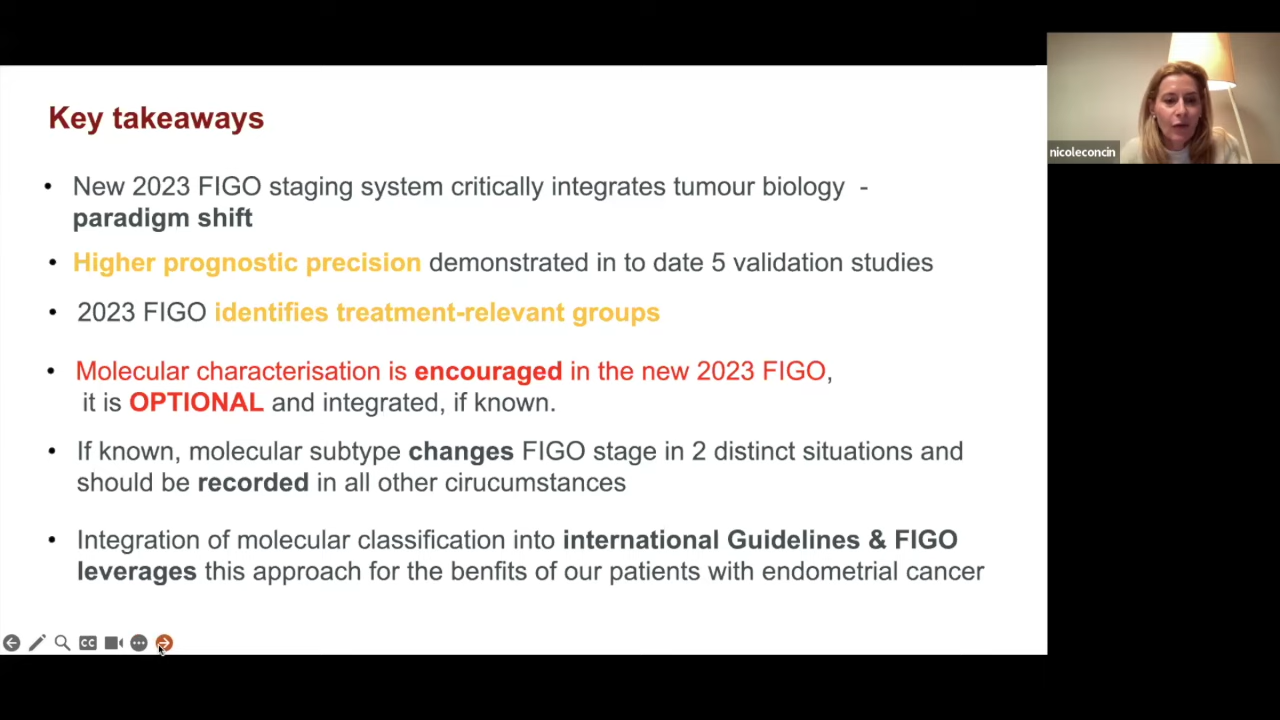 Key takeaways
nicoleconcin
• New 2023 FIGO staging system critically integrates tumour biology -
paradigm shift
• Higher prognostic precision demonstrated in to date 5 validation studies
• 2023 FIGO identifies treatment-relevant groups
• Molecular characterisation is encouraged in the new 2023 FIGO,
it is OPTIONAL and integrated, if known.
• If known, molecular subtype changes FIGO stage in 2 distinct situations and
should be recorded in all other cirucumstances
• Integration of molecular classification into international Guidelines & FIGO
leverages this approach for the benfits of our patients with endometrial cancer
CC